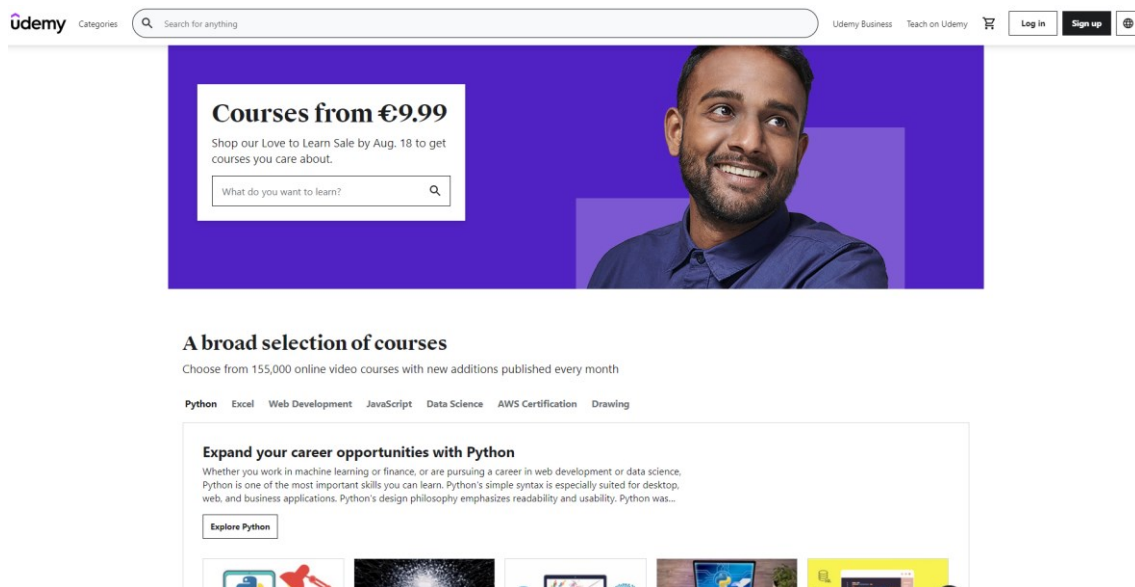 ûdemy
Categories
Search for anything
Udemy Business
Teach on Udemy
Log in
Sign up
Courses from €9.99
Shop our Love to Learn Sale by Aug. 18 to get
courses you care about.
What do you want to learn?
A broad selection of courses
Choose from 155,000 online video courses with new additions published every month
Python Excel Web Development JavaScript Data Science AWS Certification Drawing
Expand your career opportunities with Python
Whether you work in machine learning or finance, or are pursuing a career in web development or data science,
Python is one of the most important skills you can learn. Python's simple syntax is especially suited for desktop,
web, and business applications. Python's design philosophy emphasizes readability and usability. Python was...
Explore Python